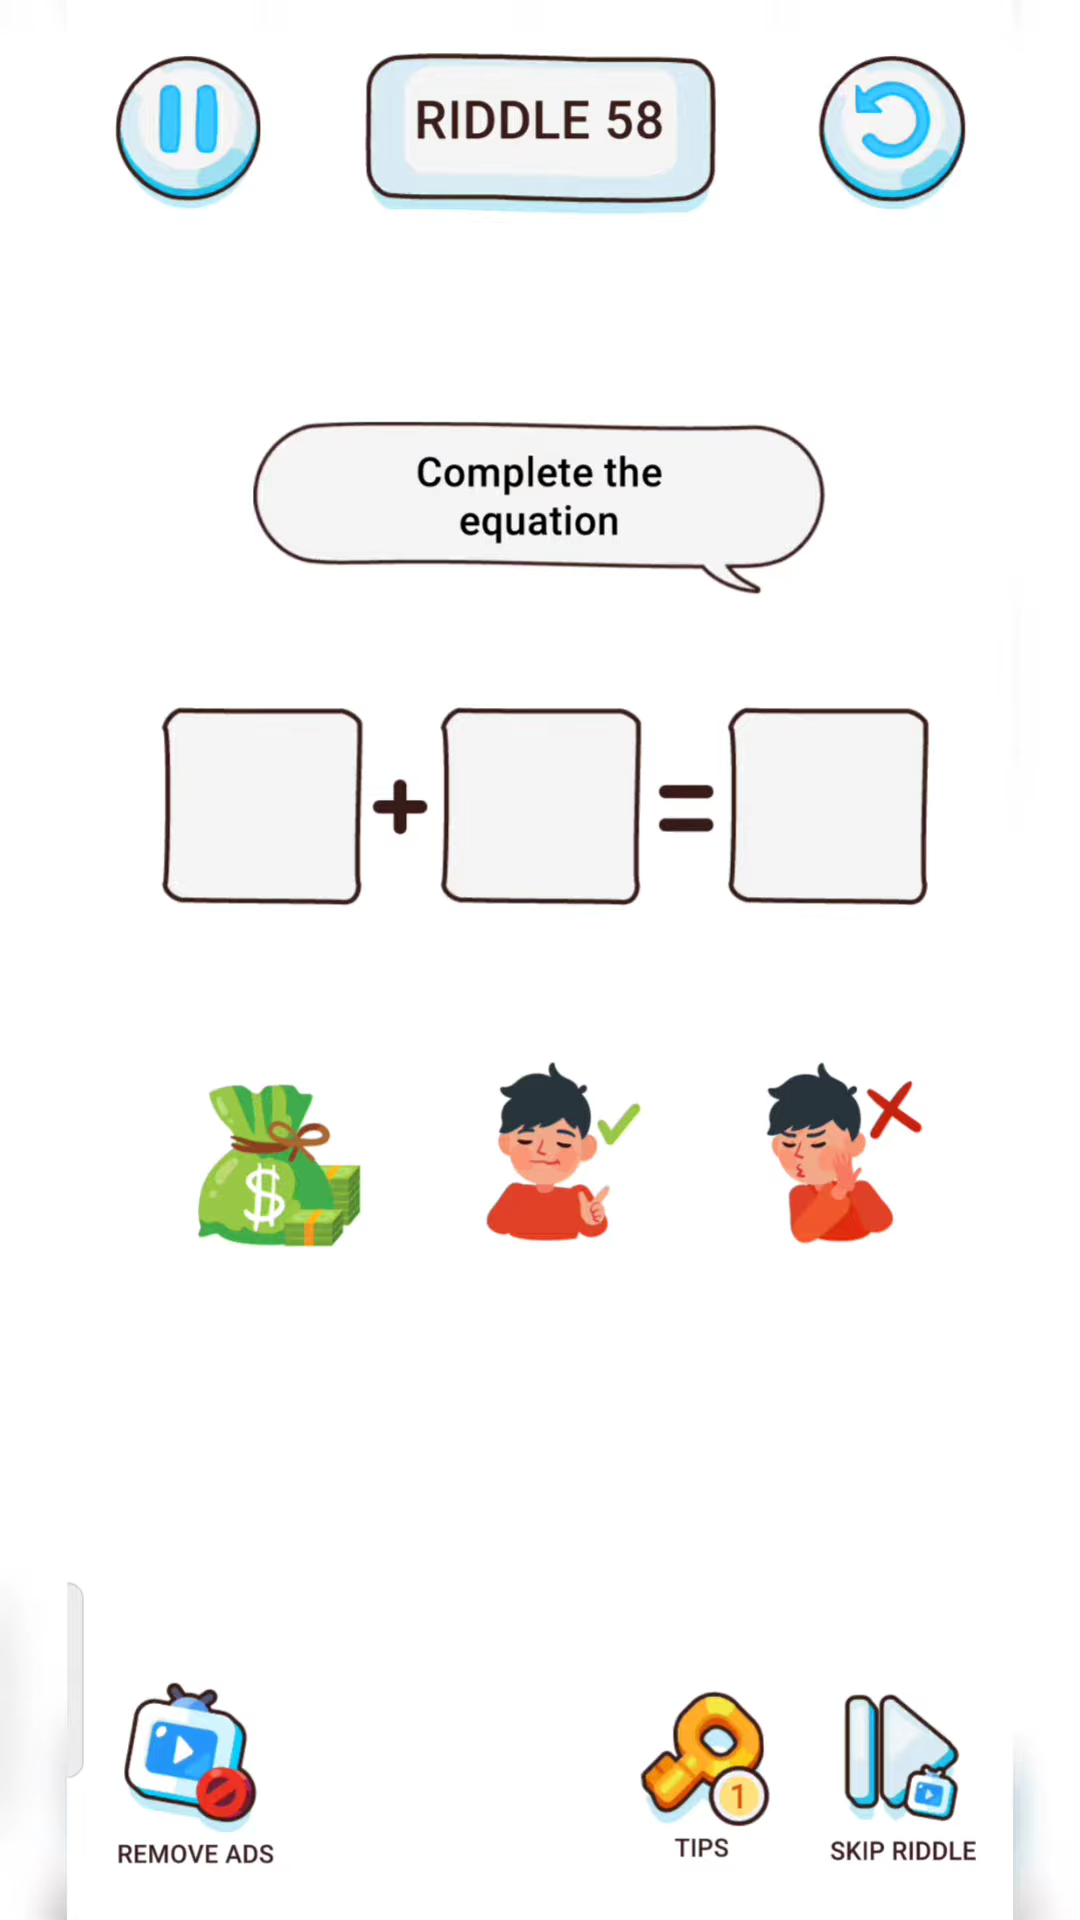 RIDDLE 58
Complete the
equation
+ =
$
1
REMOVE ADS
TIPS
SKIP RIDDLE